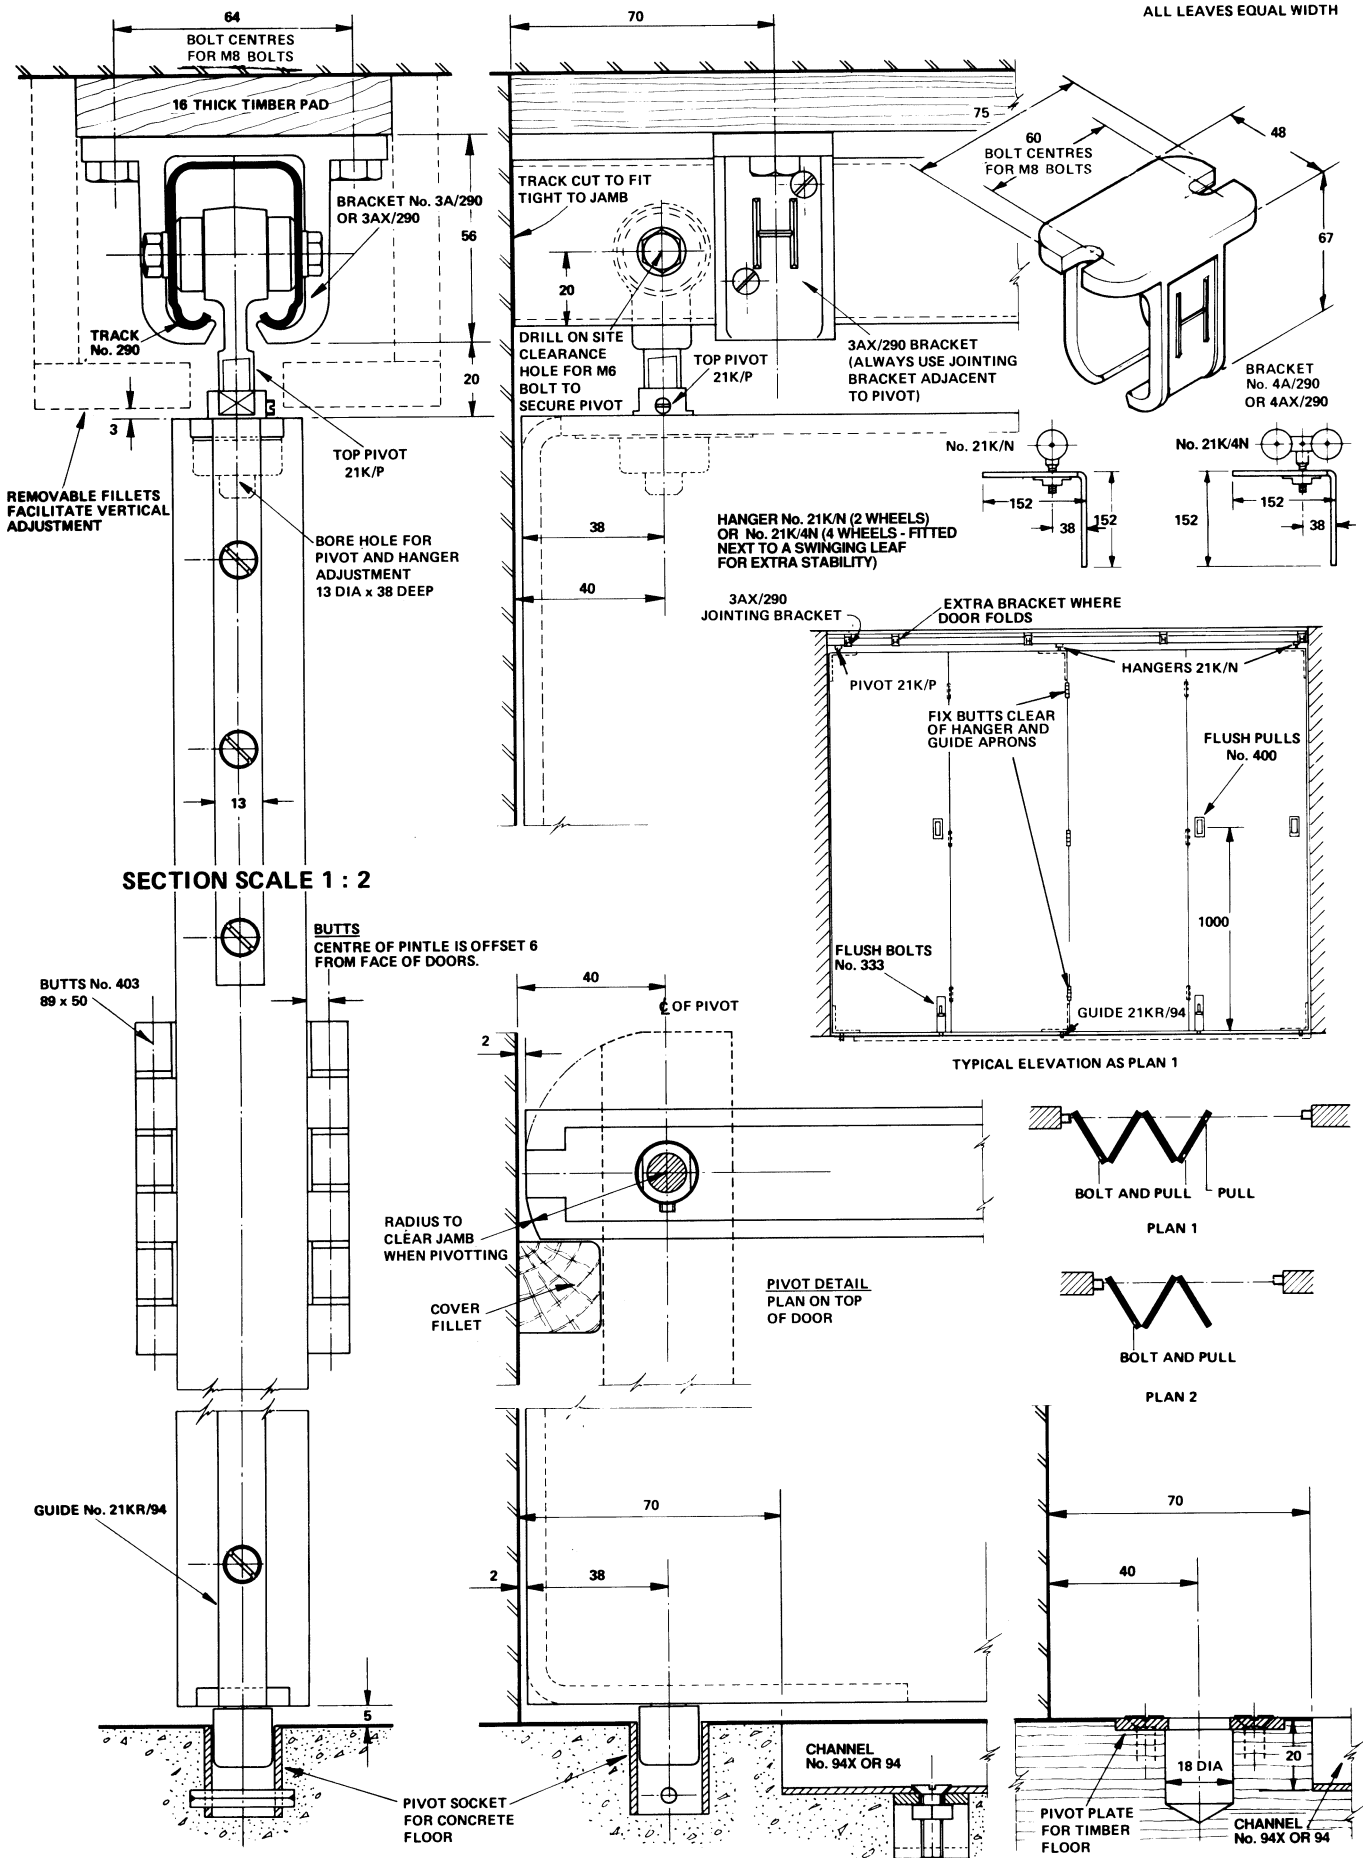 ALL LEAVES EQUAL WIDTH
64
BOLT CENTRES
FOR M8 BOLTS
16 THICK TIMBER PAD
BRACKET No. 3A/290
OR 3AX/290
56
TRACK
No. 290
20
3
TOP PIVOT
21K/P
REMOVABLE FILLETS
FACILITATE VERTICAL
ADJUSTMENT
BORE HOLE FOR
PIVOT AND HANGER
ADJUSTMENT
13 DIA x 38 DEEP
13
SECTION SCALE 1 : 2
BUTTS
CENTRE OF PINTLE IS OFFSET 6
FROM FACE OF DOORS.
BUTTS No. 403
89 x 50
GUIDE No. 21KR/94
5
PIVOT SOCKET
FOR CONCRETE
FLOOR
70
TRACK CUT TO FIT
TIGHT TO JAMB
20
H
DRILL ON SITE
CLEARANCE
HOLE FOR M6
BOLT TO
SECURE PIVOT
TOP PIVOT
21K/P
3AX/290 BRACKET
(ALWAYS USE JOINTING
BRACKET ADJACENT
TO PIVOT)
38
40
75
60
BOLT CENTRES
FOR M8 BOLTS
48
67
H
BRACKET
No. 4A/290
OR 4AX/290
No. 21K/N
152
38
152
No. 21K/4N
152
152
38
HANGER No. 21K/N (2 WHEELS)
OR No. 21K/4N (4 WHEELS - FITTED
NEXT TO A SWINGING LEAF
FOR EXTRA STABILITY)
3AX/290
JOINTING BRACKET
EXTRA BRACKET WHERE
DOOR FOLDS
HANGERS 21K/N
PIVOT 21K/P
FIX BUTTS CLEAR
OF HANGER AND
GUIDE APRONS
FLUSH PULLS
No. 400
1000
FLUSH BOLTS
No. 333
GUIDE 21KR/94
TYPICAL ELEVATION AS PLAN 1
40
℄ OF PIVOT
2
RADIUS TO
CLEAR JAMB
WHEN PIVOTTING
COVER
FILLET
PIVOT DETAIL
PLAN ON TOP
OF DOOR
BOLT AND PULL
PULL
PLAN 1
BOLT AND PULL
PLAN 2
70
2
38
CHANNEL
No. 94X OR 94
70
40
18 DIA
20
PIVOT PLATE
FOR TIMBER
FLOOR
CHANNEL
No. 94X OR 94